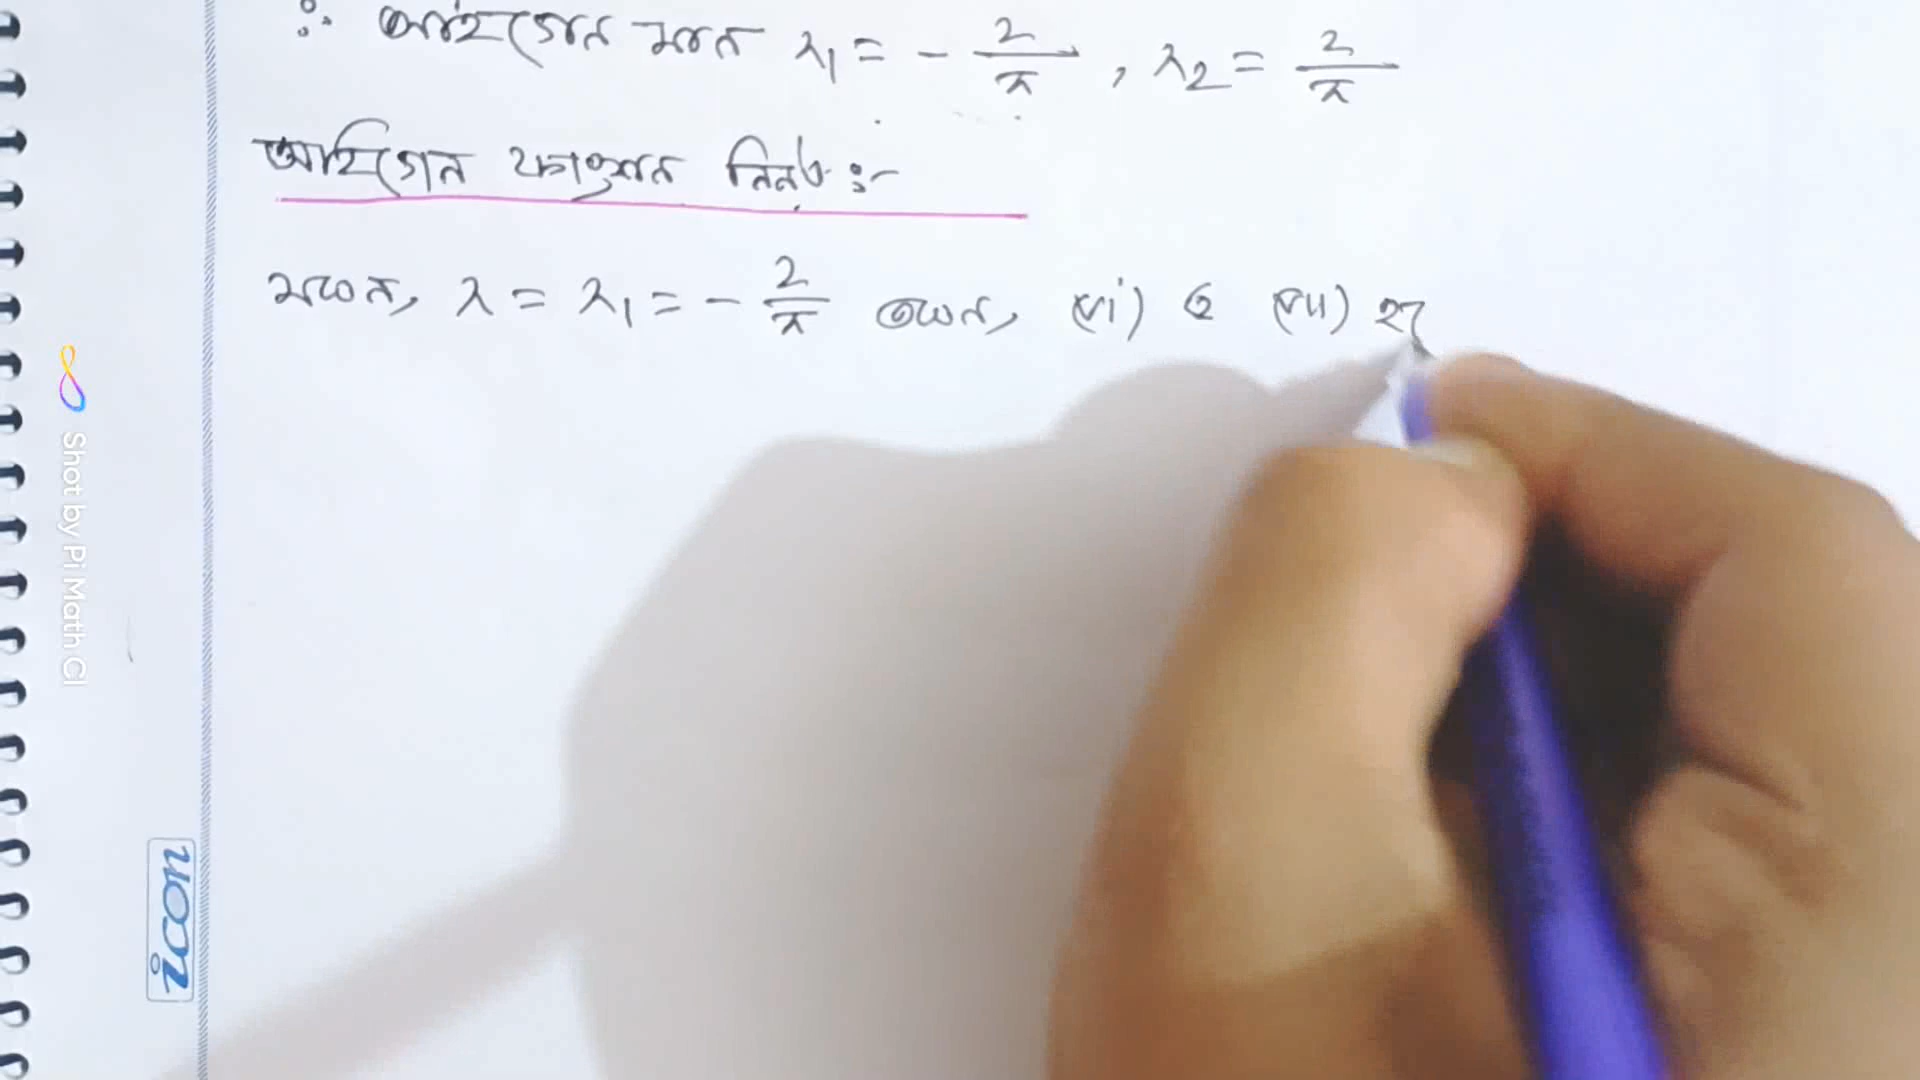 ∴ আইগেন মান λ₁ = - 2/π , λ₂ = 2/π
আইগেন ফাংশন নির্ণয় :-
যখন, λ = λ₁ = - 2/π তখন, (vi) ও (vii) হ
Shot by Pi Math Cl
icon